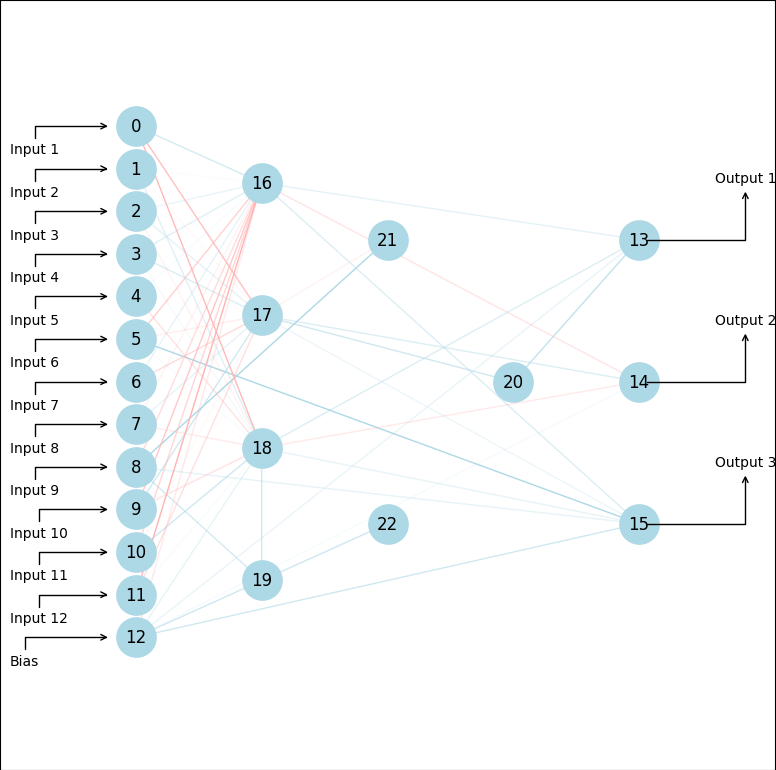 0
Input 1
1
Input 2
2
Input 3
3
Input 4
4
Input 5
5
Input 6
6
Input 7
7
Input 8
8
Input 9
9
Input 10
10
Input 11
11
Input 12
12
Bias
16
17
18
19
21
22
20
13
14
15
Output 1
Output 2
Output 3